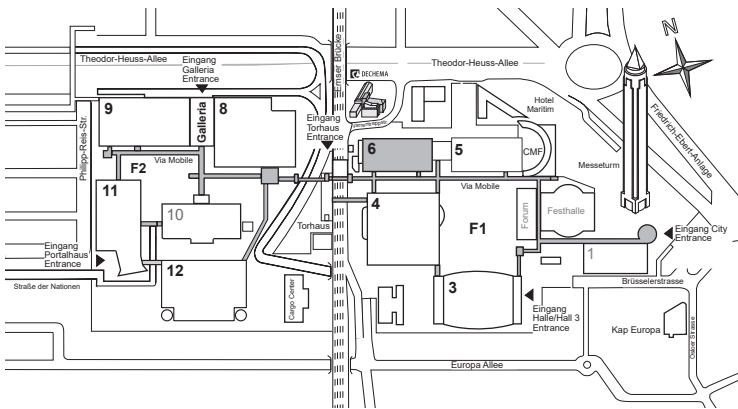 Theodor-Heuss-Allee
Eingang
Galleria
Entrance
Emser Brücke
DECHEMA
Theodor-Heuss-Allee
N
Hotel
Maritim
Friedrich-Ebert-Anlage
9
Galleria
8
Eingang
Torhaus
Entrance
6
5
CMF
Messeturm
Philipp-Reis-Str.
Via Mobile
F2
11
10
Via Mobile
4
F1
Forum
Festhalle
Torhaus
Eingang City
Entrance
Eingang
Portalhaus
Entrance
12
1
Straße der Nationen
Cargo Center
3
Brüsselerstrasse
Eingang
Halle/Hall 3
Entrance
Kap Europa
Osloer Strasse
Europa Allee